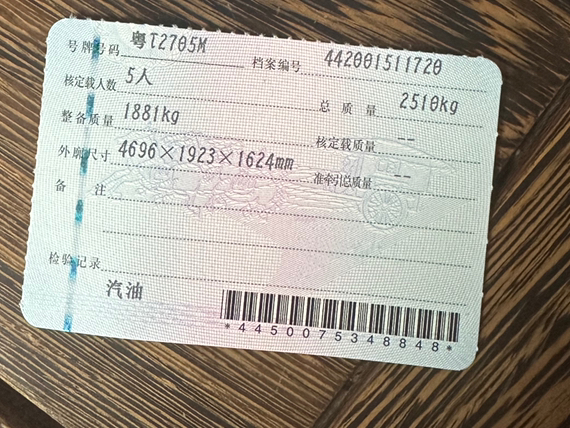 号牌号码 粤T2705M 档案编号 442001511720
核定载人数 5人 总质量 2510kg
整备质量 1881kg 核定载质量 --
外廓尺寸 4696×1923×1624mm 准牵引总质量 --
备注
检验记录
汽油
*4450075348848*